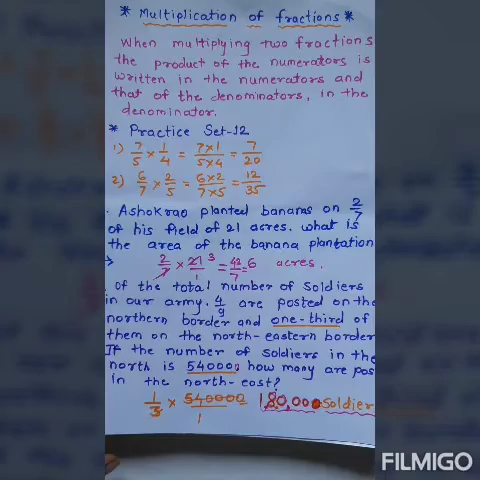 * Multiplication of fractions *
When multiplying two fractions
the product of the numerators is
written in the numerators and
that of the denominators, in the
denominator.
* Practice Set-12
1) 7/5 × 1/4 = 7×1/5×4 = 7/20
2) 6/7 × 2/5 = 6×2/7×5 = 12/35
. Ashokrao planted bananas on 2/7
of his field of 21 acres. what is
the area of the banana plantation
→ 2/7 × 21/1 3 = 42/7 = 6 acres.
of the total number of soldiers
in our army. 4/9 are posted on the
northern border and one-third of
them on the north-eastern border
If the number of soldiers in the
north is 540000, how many are pos
in the north-east?
1/3 × 540000/1 = 180,000 Soldier
FILMIGO